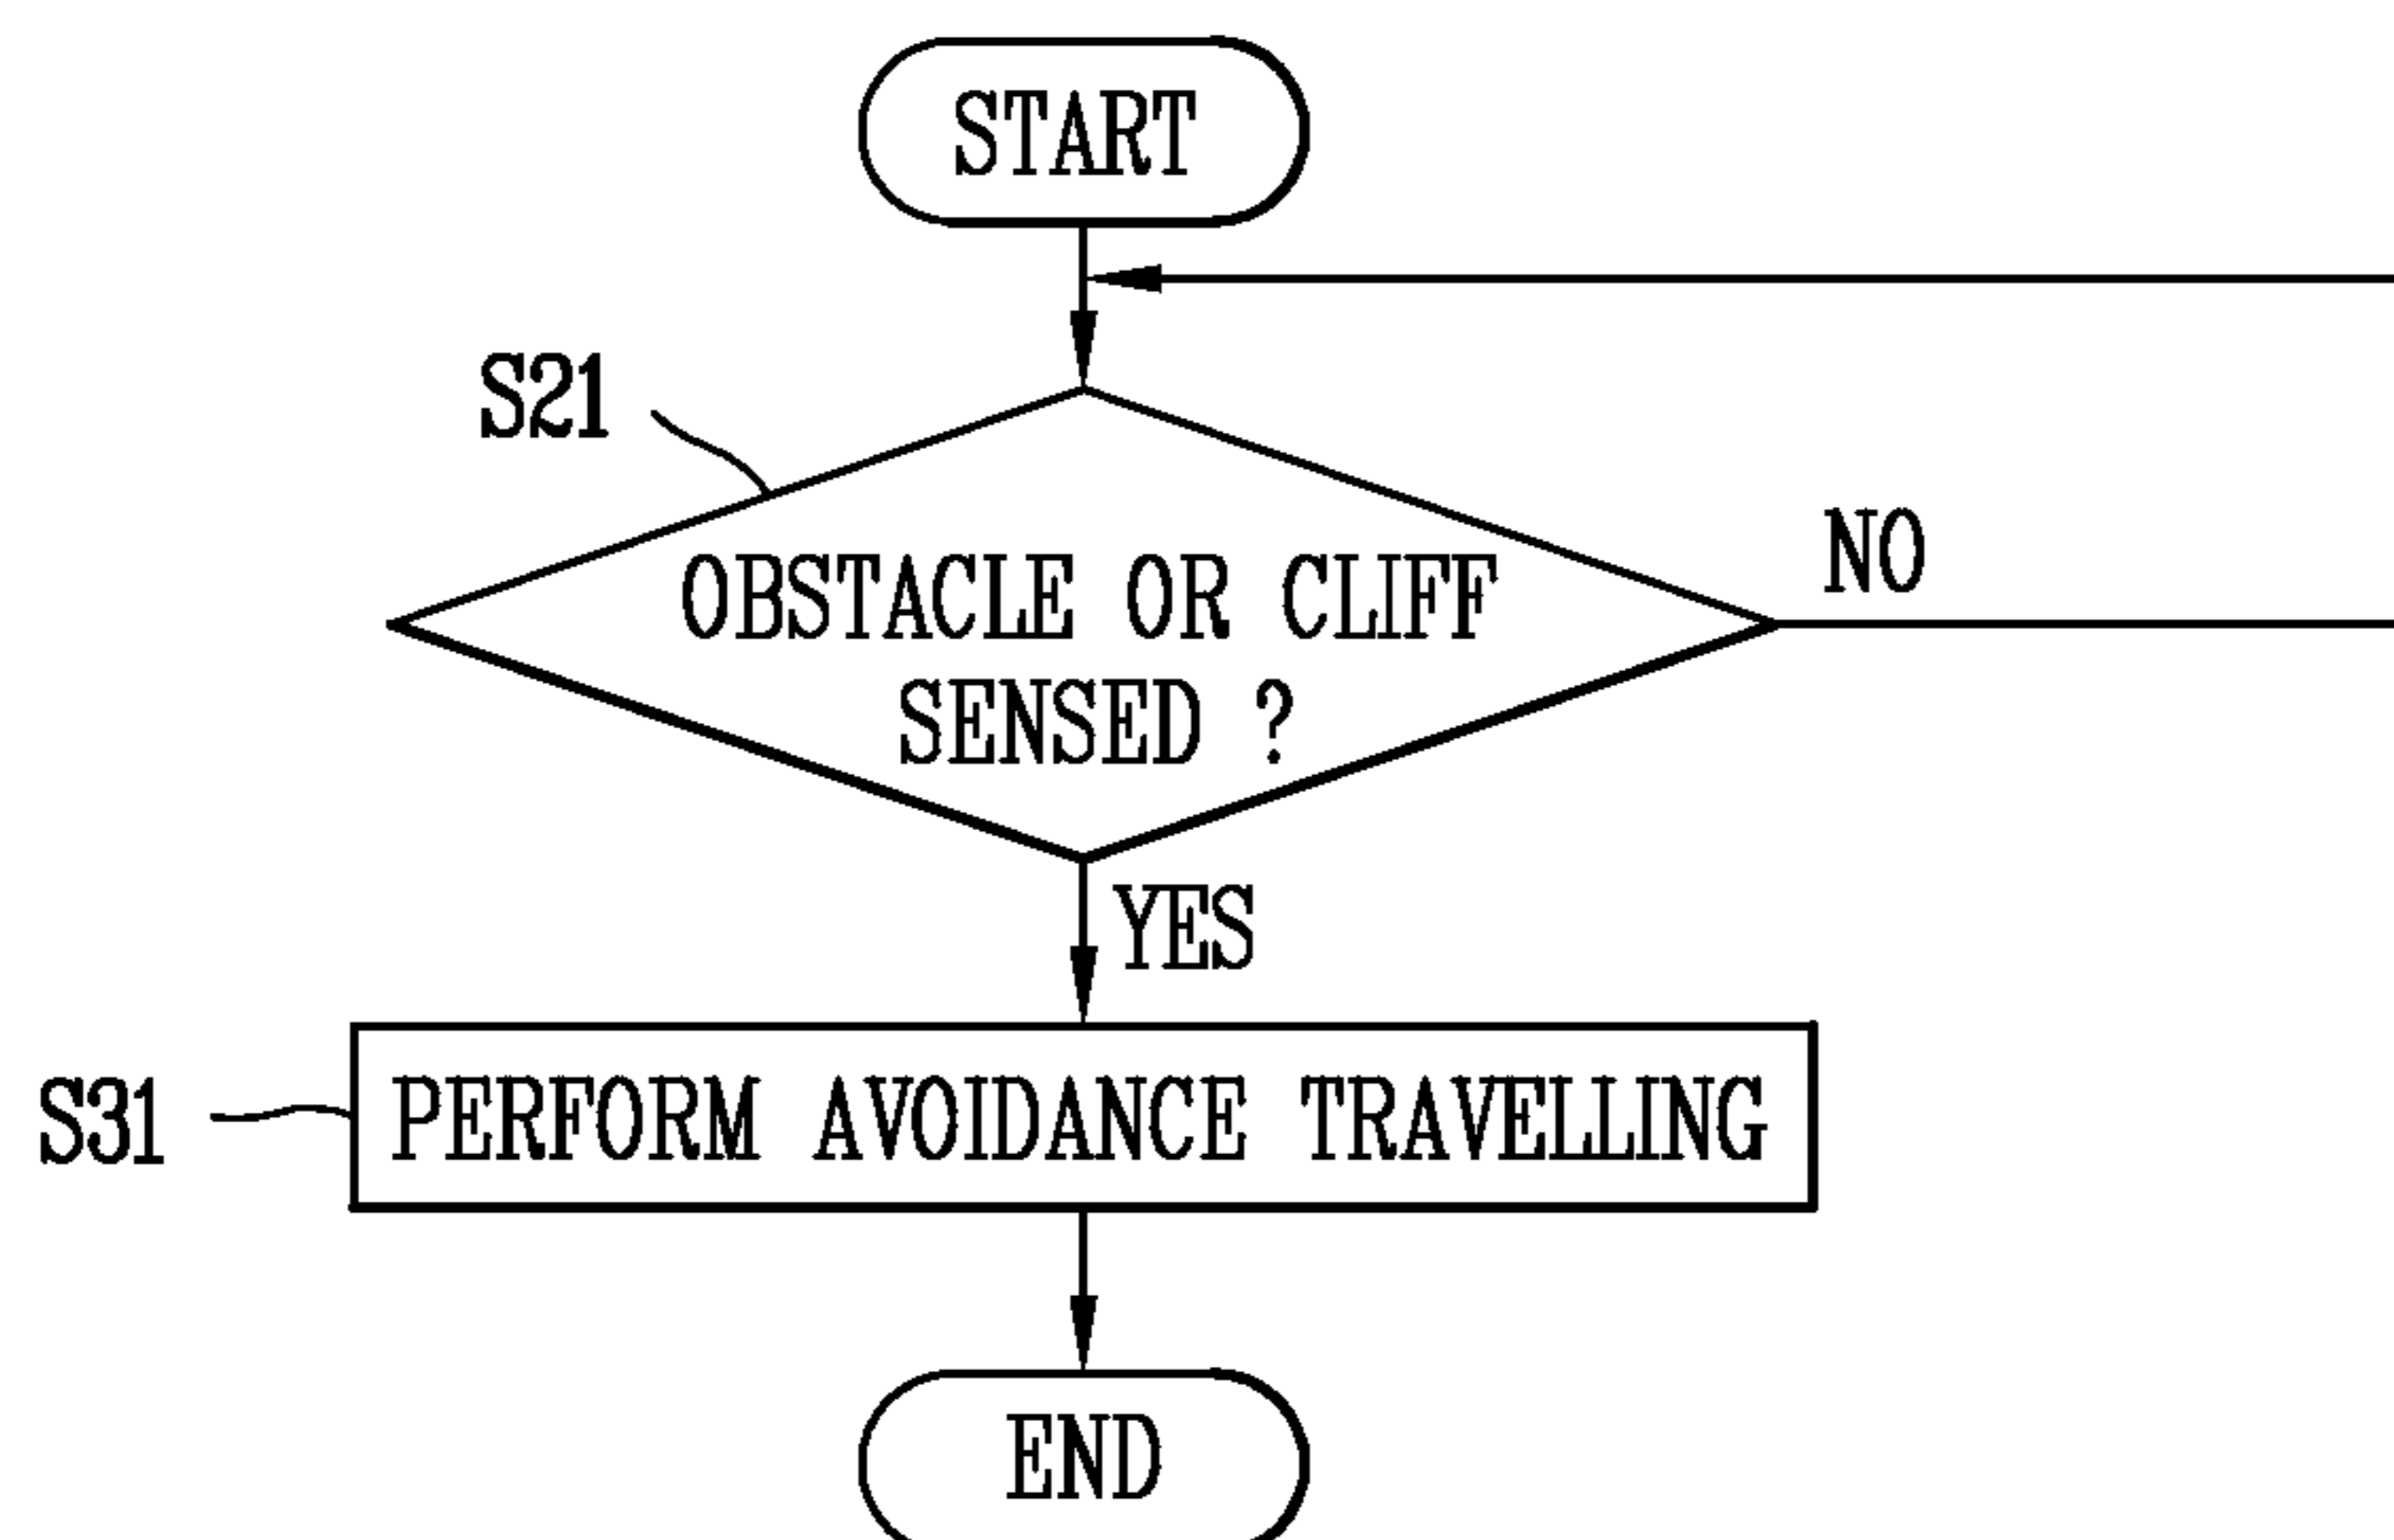 START
S21
NO
OBSTACLE OR CLIFF
SENSED ?
YES
S31
PERFORM AVOIDANCE TRAVELLING
END